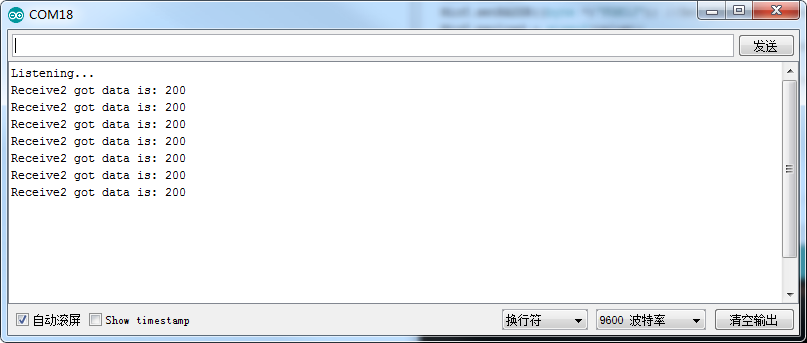 COM18
发送
Listening...
Receive2 got data is: 200
Receive2 got data is: 200
Receive2 got data is: 200
Receive2 got data is: 200
Receive2 got data is: 200
Receive2 got data is: 200
Receive2 got data is: 200
自动滚屏 Show timestamp 换行符 9600 波特率 清空输出